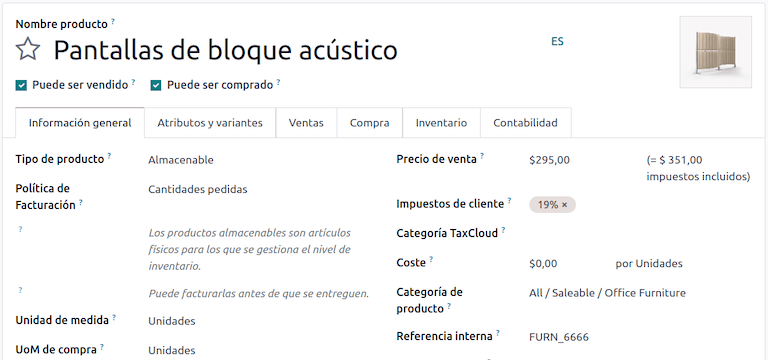 Nombre producto ?
Pantallas de bloque acústico
ES
Puede ser vendido ? Puede ser comprado ?
Información general Atributos y variantes Ventas Compra Inventario Contabilidad
Tipo de producto ? Almacenable
Política de Facturación ? Cantidades pedidas
? Los productos almacenables son artículos
físicos para los que se gestiona el nivel de
inventario.
? Puede facturarlas antes de que se entreguen.
Unidad de medida ? Unidades
UoM de compra ? Unidades
Precio de venta ? $295,00 (= $ 351,00
impuestos incluidos)
Impuestos de cliente ? 19% ×
Categoría TaxCloud ?
Coste ? $0,00 por Unidades
Categoría de producto ? All / Saleable / Office Furniture
Referencia interna ? FURN_6666